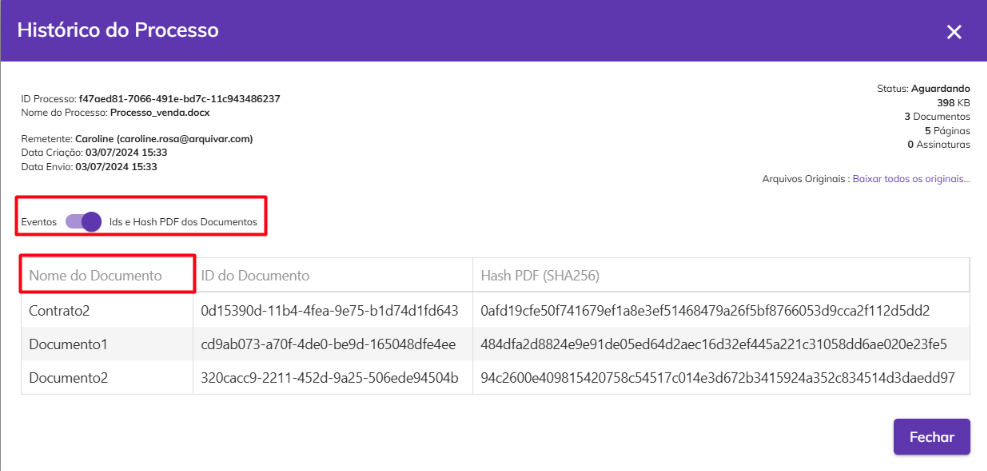 Histórico do Processo
ID Processo: f47aed81-7066-491e-bd7c-11c943486237
Nome do Processo: Processo_venda.docx
Remetente: Caroline (caroline.rosa@arquivar.com)
Data Criação: 03/07/2024 15:33
Data Envio: 03/07/2024 15:33
Status: Aguardando
398 KB
3 Documentos
5 Páginas
0 Assinaturas
Arquivos Originais : Baixar todos os originais...
Eventos Ids e Hash PDF dos Documentos
Nome do Documento ID do Documento Hash PDF (SHA256)
Contrato2 0d15390d-11b4-4fea-9e75-b1d74d1fd643 0afd19cfe50f741679ef1a8e3ef51468479a26f5bf8766053d9cca2f112d5dd2
Documento1 cd9ab073-a70f-4de0-be9d-165048dfe4ee 484dfa2d8824e9e91de05ed64d2aec16d32ef445a221c31058dd6ae020e23fe5
Documento2 320cacc9-2211-452d-9a25-506ede94504b 94c2600e409815420758c54517c014e3d672b3415924a352c834514d3daedd97
Fechar